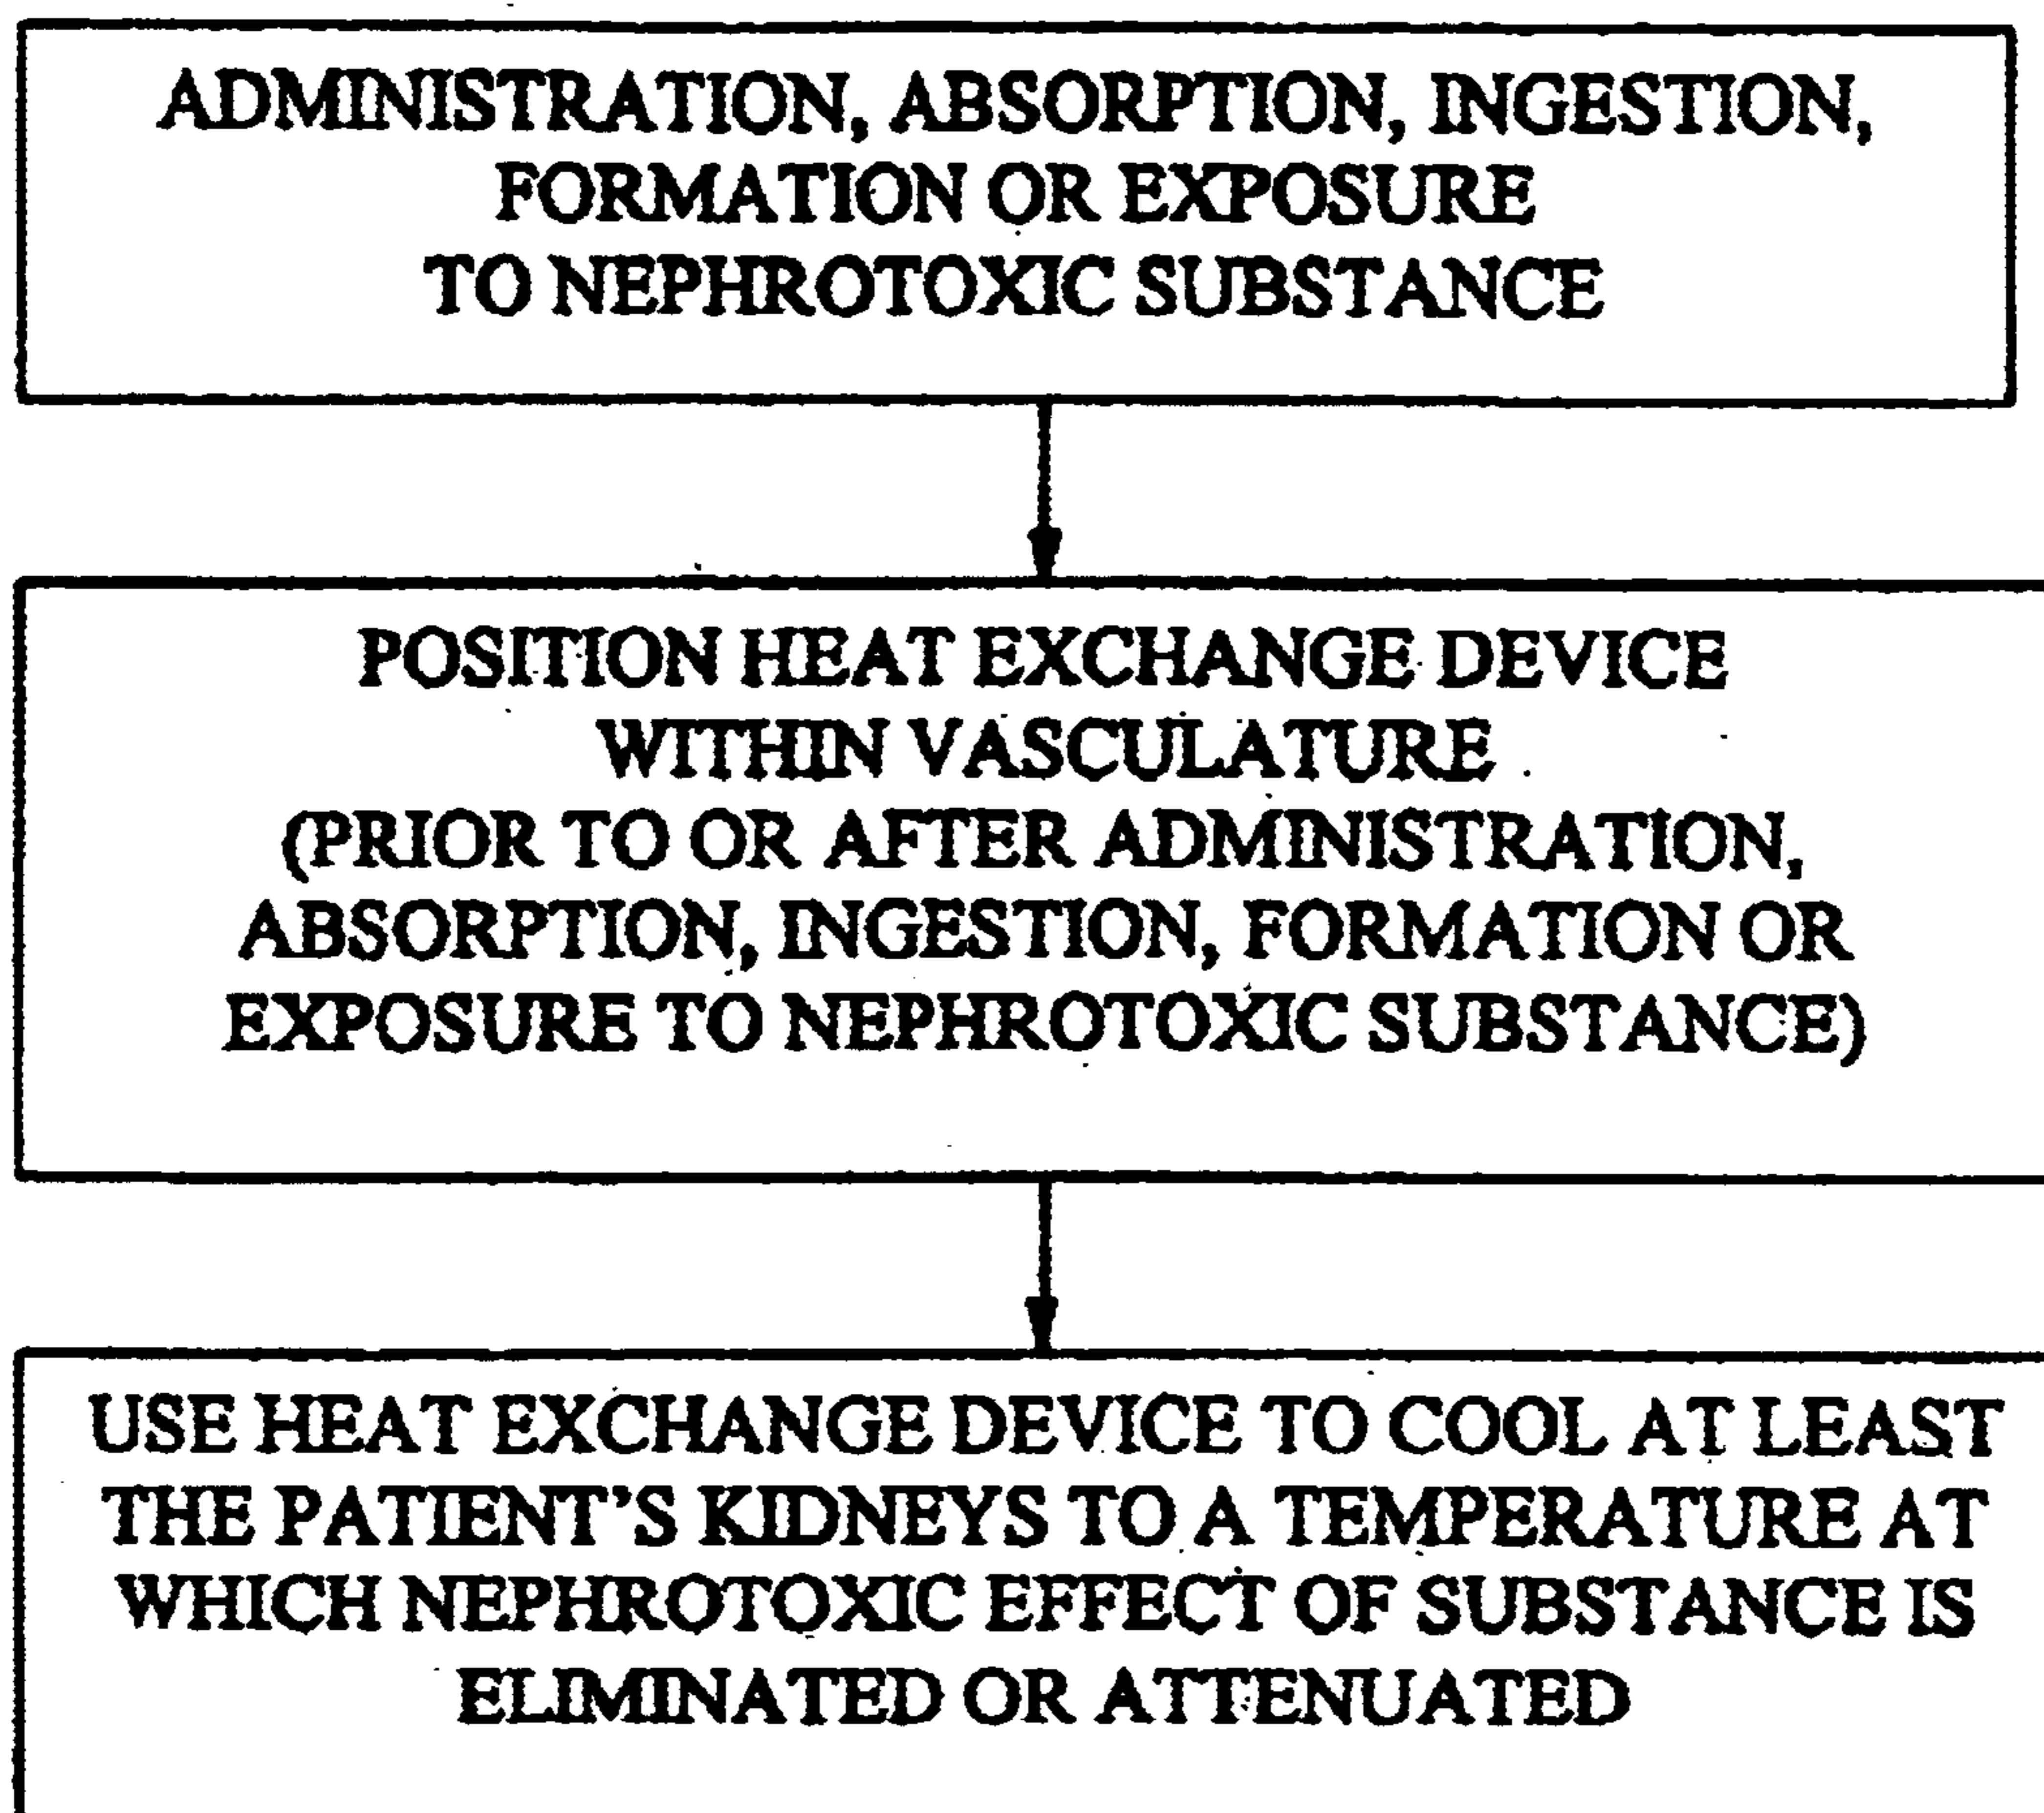 ADMINISTRATION, ABSORPTION, INGESTION,
FORMATION OR EXPOSURE
TO NEPHROTOXIC SUBSTANCE
POSITION HEAT EXCHANGE DEVICE
WITHIN VASCULATURE
(PRIOR TO OR AFTER ADMINISTRATION,
ABSORPTION, INGESTION, FORMATION OR
EXPOSURE TO NEPHROTOXIC SUBSTANCE)
USE HEAT EXCHANGE DEVICE TO COOL AT LEAST
THE PATIENT'S KIDNEYS TO A TEMPERATURE AT
WHICH NEPHROTOXIC EFFECT OF SUBSTANCE IS
ELIMINATED OR ATTENUATED